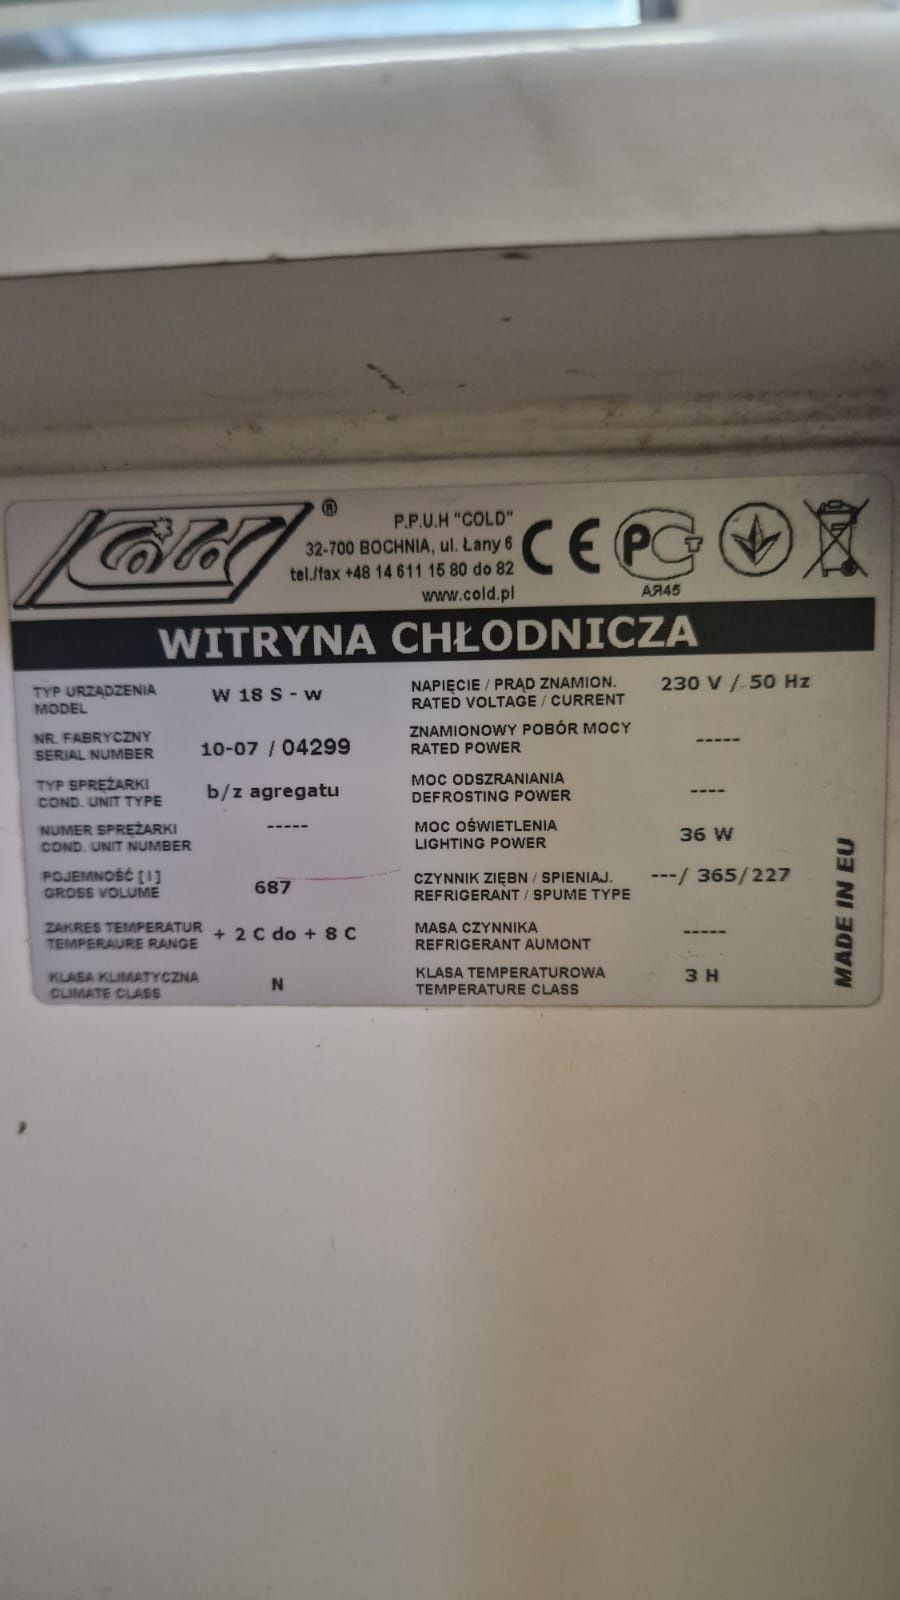 Cold ®
P.P.U.H "COLD"
32-700 BOCHNIA, ul. Łany 6
tel./fax +48 14 611 15 80 do 82
www.cold.pl
CE PCT
АЯ45
WITRYNA CHŁODNICZA
TYP URZĄDZENIA
MODEL
W 18 S - w
NR. FABRYCZNY
SERIAL NUMBER
10-07 / 04299
TYP SPRĘŻARKI
COND. UNIT TYPE
b/z agregatu
NUMER SPRĘŻARKI
COND. UNIT NUMBER
-----
POJEMNOŚĆ [l]
GROSS VOLUME
687
ZAKRES TEMPERATUR
TEMPERAURE RANGE
+ 2 C do + 8 C
KLASA KLIMATYCZNA
CLIMATE CLASS
N
NAPIĘCIE / PRĄD ZNAMION.
RATED VOLTAGE / CURRENT
230 V / 50 Hz
ZNAMIONOWY POBÓR MOCY
RATED POWER
-----
MOC ODSZRANIANIA
DEFROSTING POWER
----
MOC OŚWIETLENIA
LIGHTING POWER
36 W
CZYNNIK ZIĘBN / SPIENIAJ.
REFRIGERANT / SPUME TYPE
---/ 365/227
MASA CZYNNIKA
REFRIGERANT AUMONT
-----
KLASA TEMPERATUROWA
TEMPERATURE CLASS
3 H
MADE IN EU